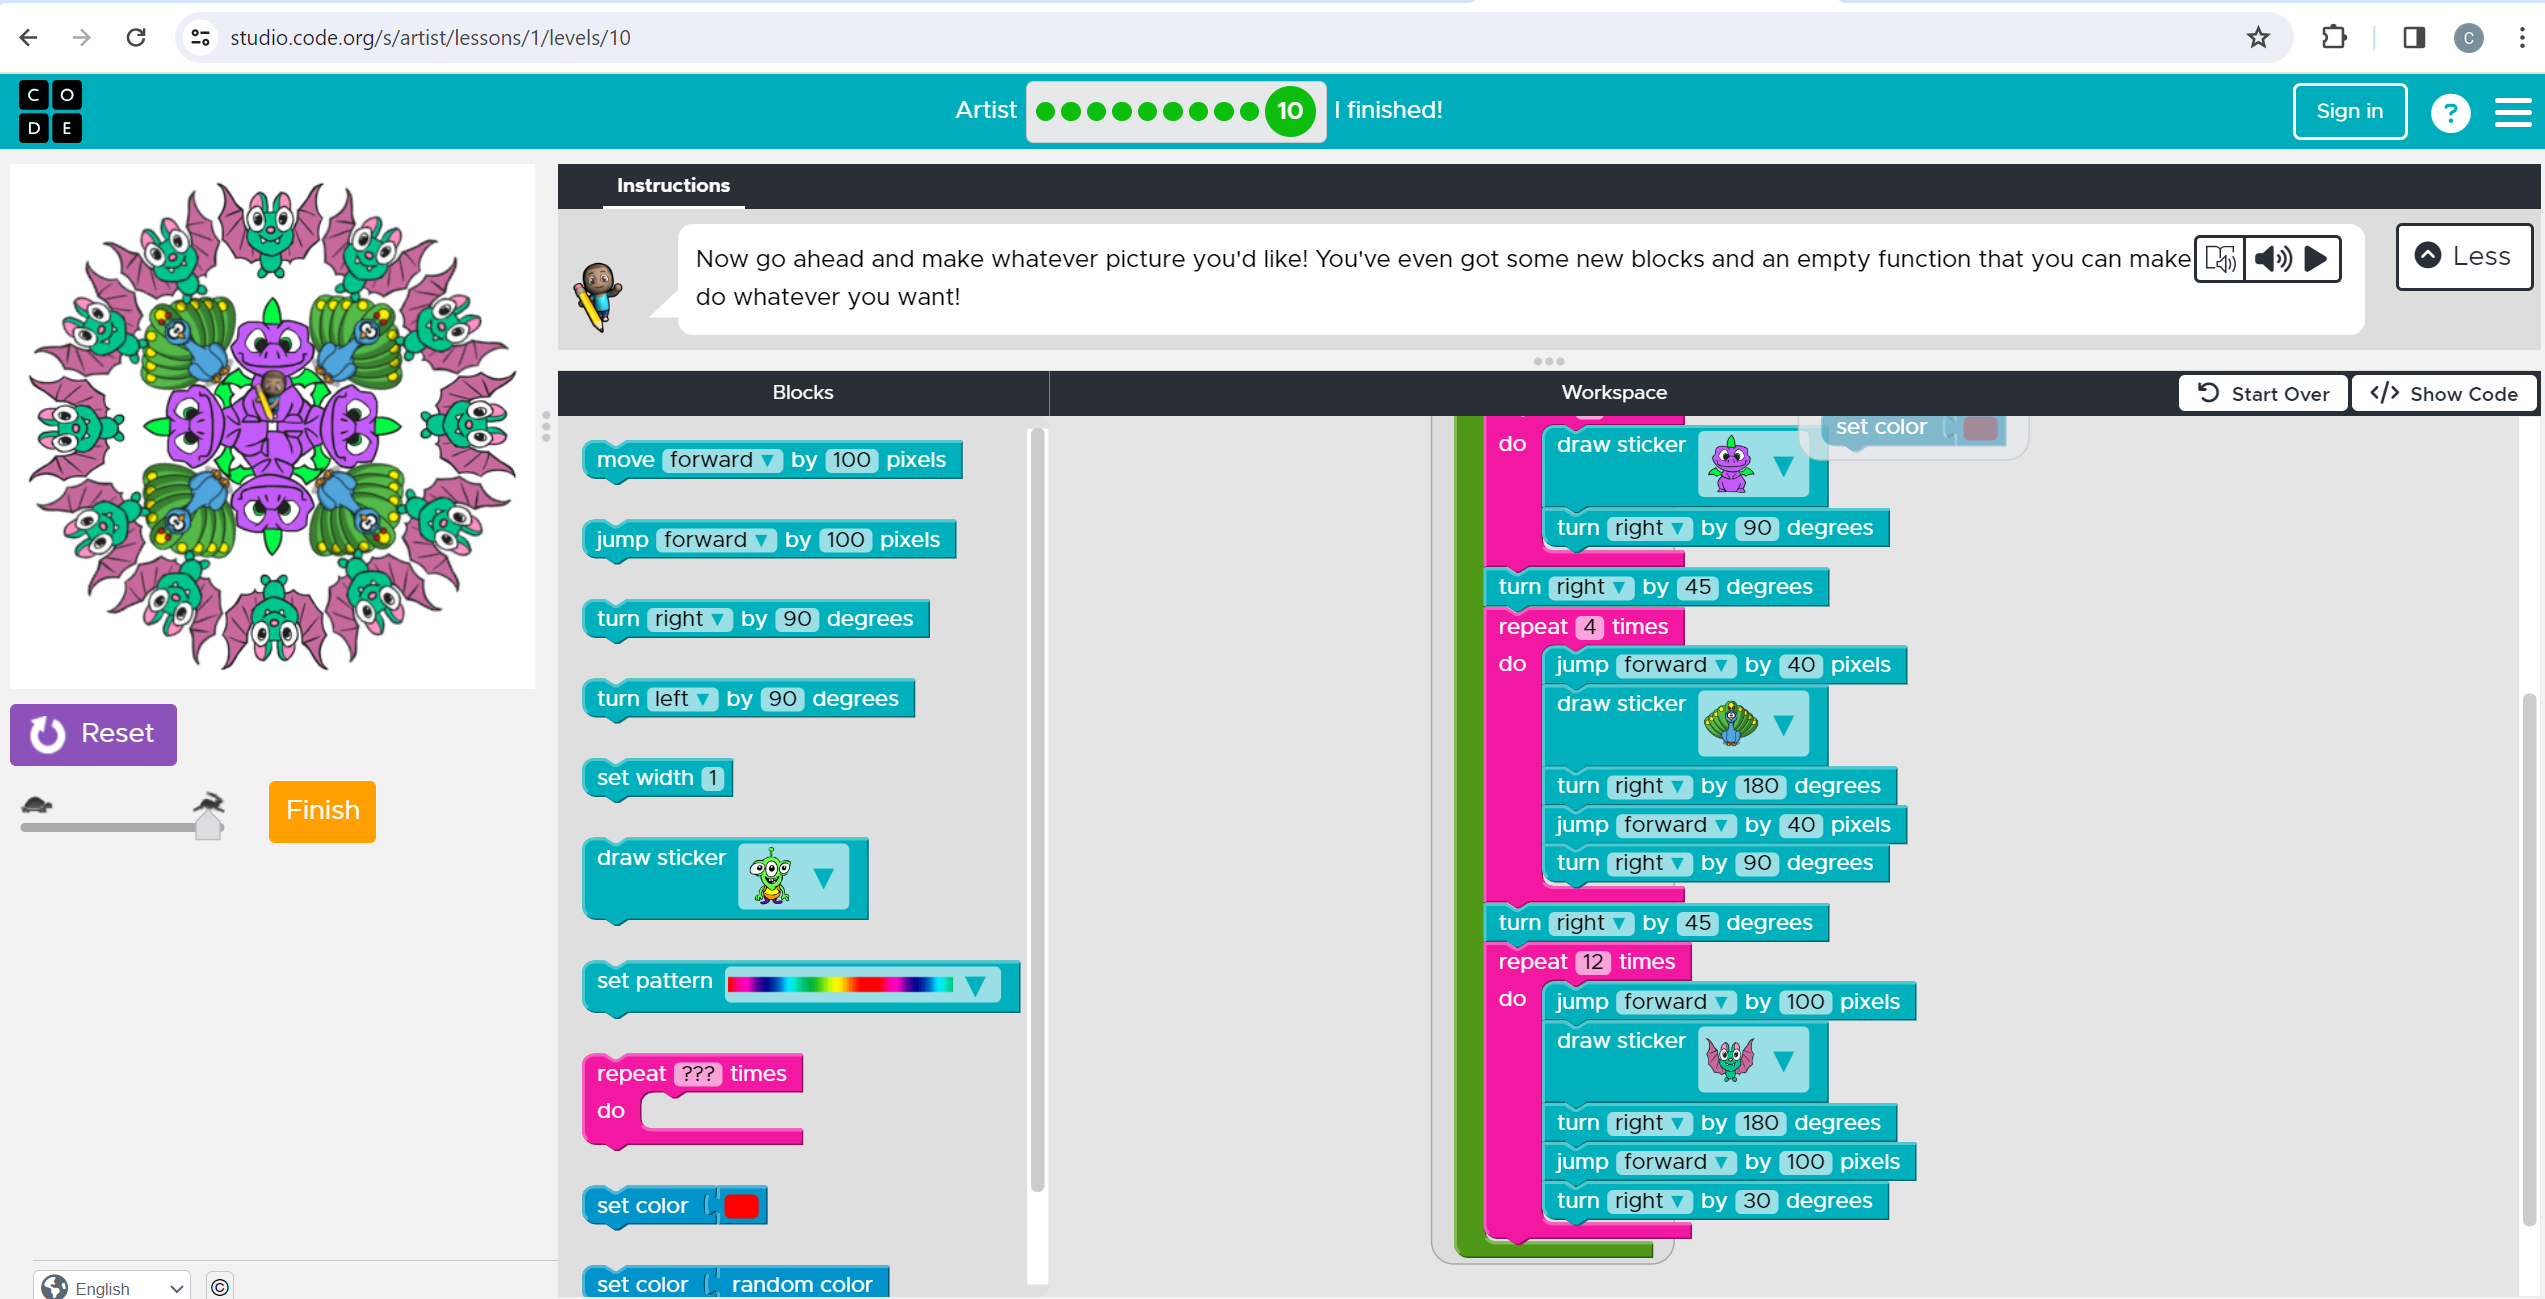 studio.code.org/s/artist/lessons/1/levels/10
C
C O
D E
Artist 10 I finished!
Sign in ?
Instructions
Now go ahead and make whatever picture you'd like! You've even got some new blocks and an empty function that you can make
do whatever you want!
Less
Blocks
Workspace
Start Over
</> Show Code
Reset
Finish
English ©
move forward by 100 pixels
jump forward by 100 pixels
turn right by 90 degrees
turn left by 90 degrees
set width 1
draw sticker
set pattern
repeat ??? times
do
set color
set color random color
set color
do draw sticker
turn right by 90 degrees
turn right by 45 degrees
repeat 4 times
do jump forward by 40 pixels
draw sticker
turn right by 180 degrees
jump forward by 40 pixels
turn right by 90 degrees
turn right by 45 degrees
repeat 12 times
do jump forward by 100 pixels
draw sticker
turn right by 180 degrees
jump forward by 100 pixels
turn right by 30 degrees